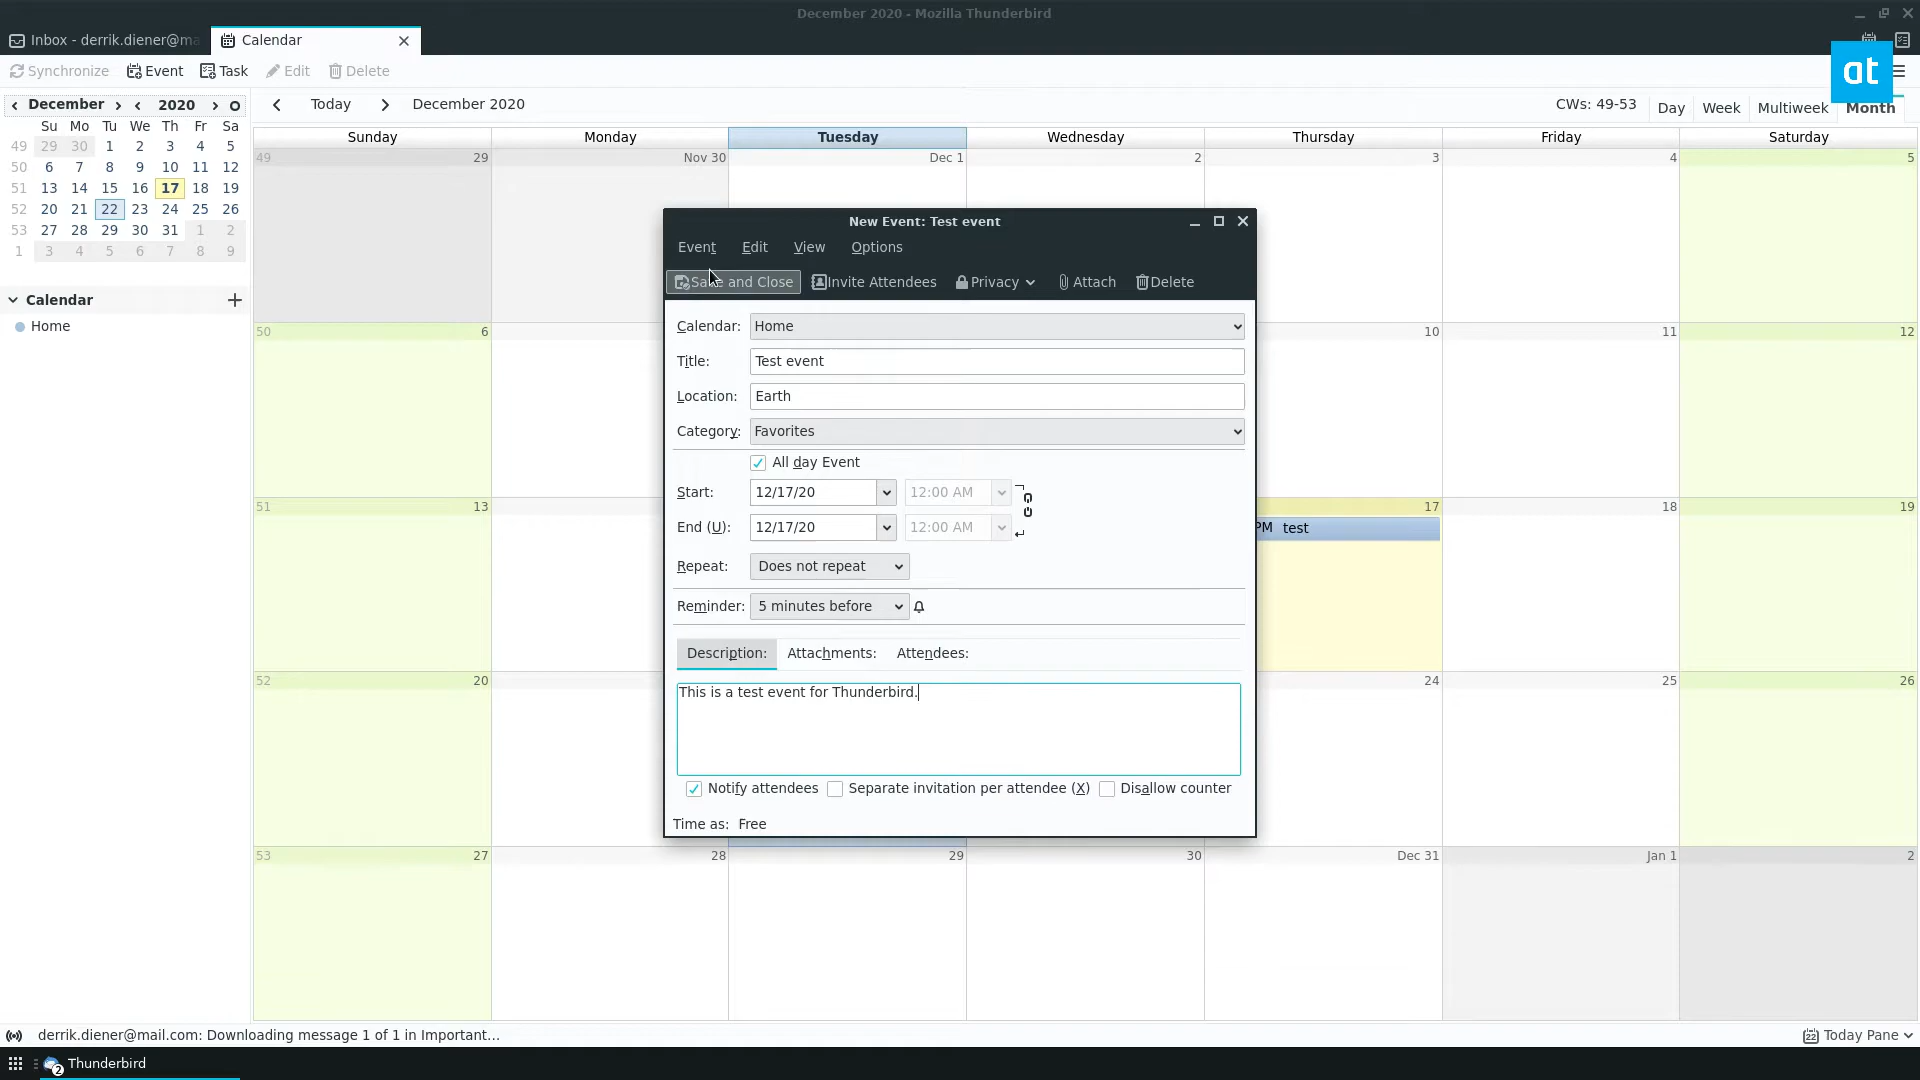 December 2020 - Mozilla Thunderbird
Inbox - derrik.diener@ma
Calendar
at
Synchronize Event Task Edit Delete
December 2020
Today December 2020
CWs: 49-53 Day Week Multiweek Month
Su Mo Tu We Th Fr Sa
49 29 30 1 2 3 4 5
50 6 7 8 9 10 11 12
51 13 14 15 16 17 18 19
52 20 21 22 23 24 25 26
53 27 28 29 30 31 1 2
1 3 4 5 6 7 8 9
Calendar
Home
Sunday Monday Tuesday Wednesday Thursday Friday Saturday
49 29 Nov 30 Dec 1 2 3 4 5
50 6 10 11 12
51 13 17 18 19
PM test
52 20 24 25 26
53 27 28 29 30 Dec 31 Jan 1 2
New Event: Test event
Event Edit View Options
Save and Close Invite Attendees Privacy Attach Delete
Calendar: Home
Title: Test event
Location: Earth
Category: Favorites
All day Event
Start: 12/17/20 12:00 AM
End (U): 12/17/20 12:00 AM
Repeat: Does not repeat
Reminder: 5 minutes before
Description: Attachments: Attendees:
This is a test event for Thunderbird.
Notify attendees Separate invitation per attendee (X) Disallow counter
Time as: Free
derrik.diener@mail.com: Downloading message 1 of 1 in Important...
22 Today Pane
2 Thunderbird